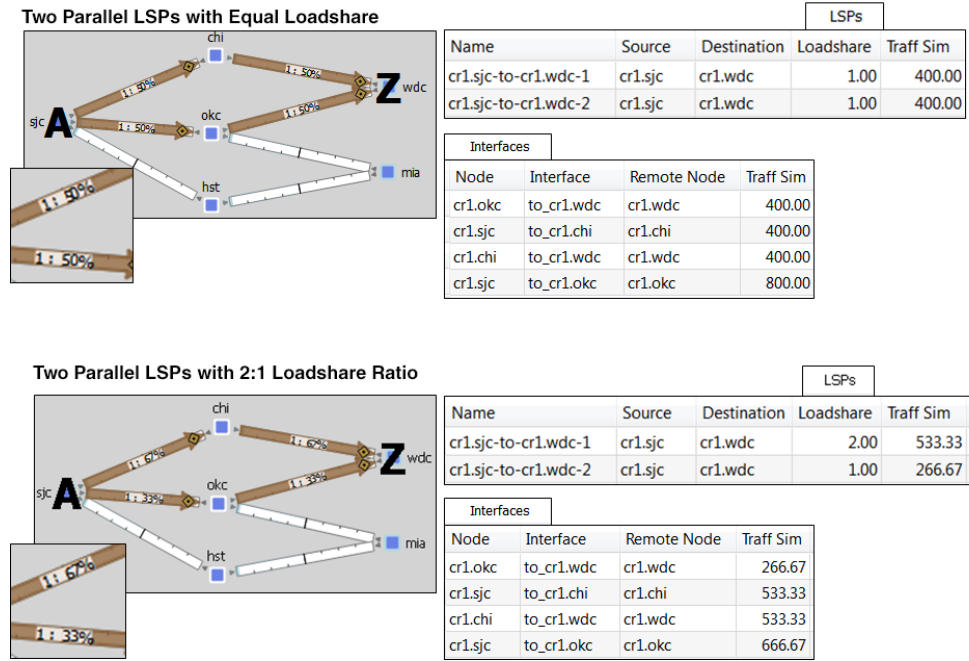 Two Parallel LSPs with Equal Loadshare
LSPs
Name Source Destination Loadshare Traff Sim
cr1.sjc-to-cr1.wdc-1 cr1.sjc cr1.wdc 1.00 400.00
cr1.sjc-to-cr1.wdc-2 cr1.sjc cr1.wdc 1.00 400.00
chi
1: 50%
1: 50%
Z wdc
sjc A
okc
1: 50%
1: 50%
mia
hst
1: 50%
1: 50%
Interfaces
Node Interface Remote Node Traff Sim
cr1.okc to_cr1.wdc cr1.wdc 400.00
cr1.sjc to_cr1.chi cr1.chi 400.00
cr1.chi to_cr1.wdc cr1.wdc 400.00
cr1.sjc to_cr1.okc cr1.okc 800.00
Two Parallel LSPs with 2:1 Loadshare Ratio
LSPs
Name Source Destination Loadshare Traff Sim
cr1.sjc-to-cr1.wdc-1 cr1.sjc cr1.wdc 2.00 533.33
cr1.sjc-to-cr1.wdc-2 cr1.sjc cr1.wdc 1.00 266.67
chi
1: 67%
1: 67%
Z wdc
sjc A
okc
1: 33%
1: 33%
mia
hst
1: 67%
1: 33%
Interfaces
Node Interface Remote Node Traff Sim
cr1.okc to_cr1.wdc cr1.wdc 266.67
cr1.sjc to_cr1.chi cr1.chi 533.33
cr1.chi to_cr1.wdc cr1.wdc 533.33
cr1.sjc to_cr1.okc cr1.okc 666.67